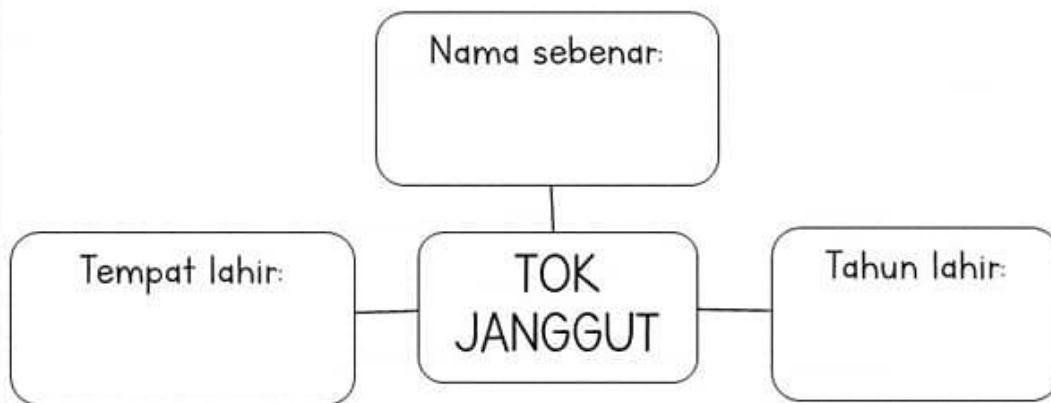 Nama sebenar:
Tempat lahir:
TOK
JANGGUT
Tahun lahir: